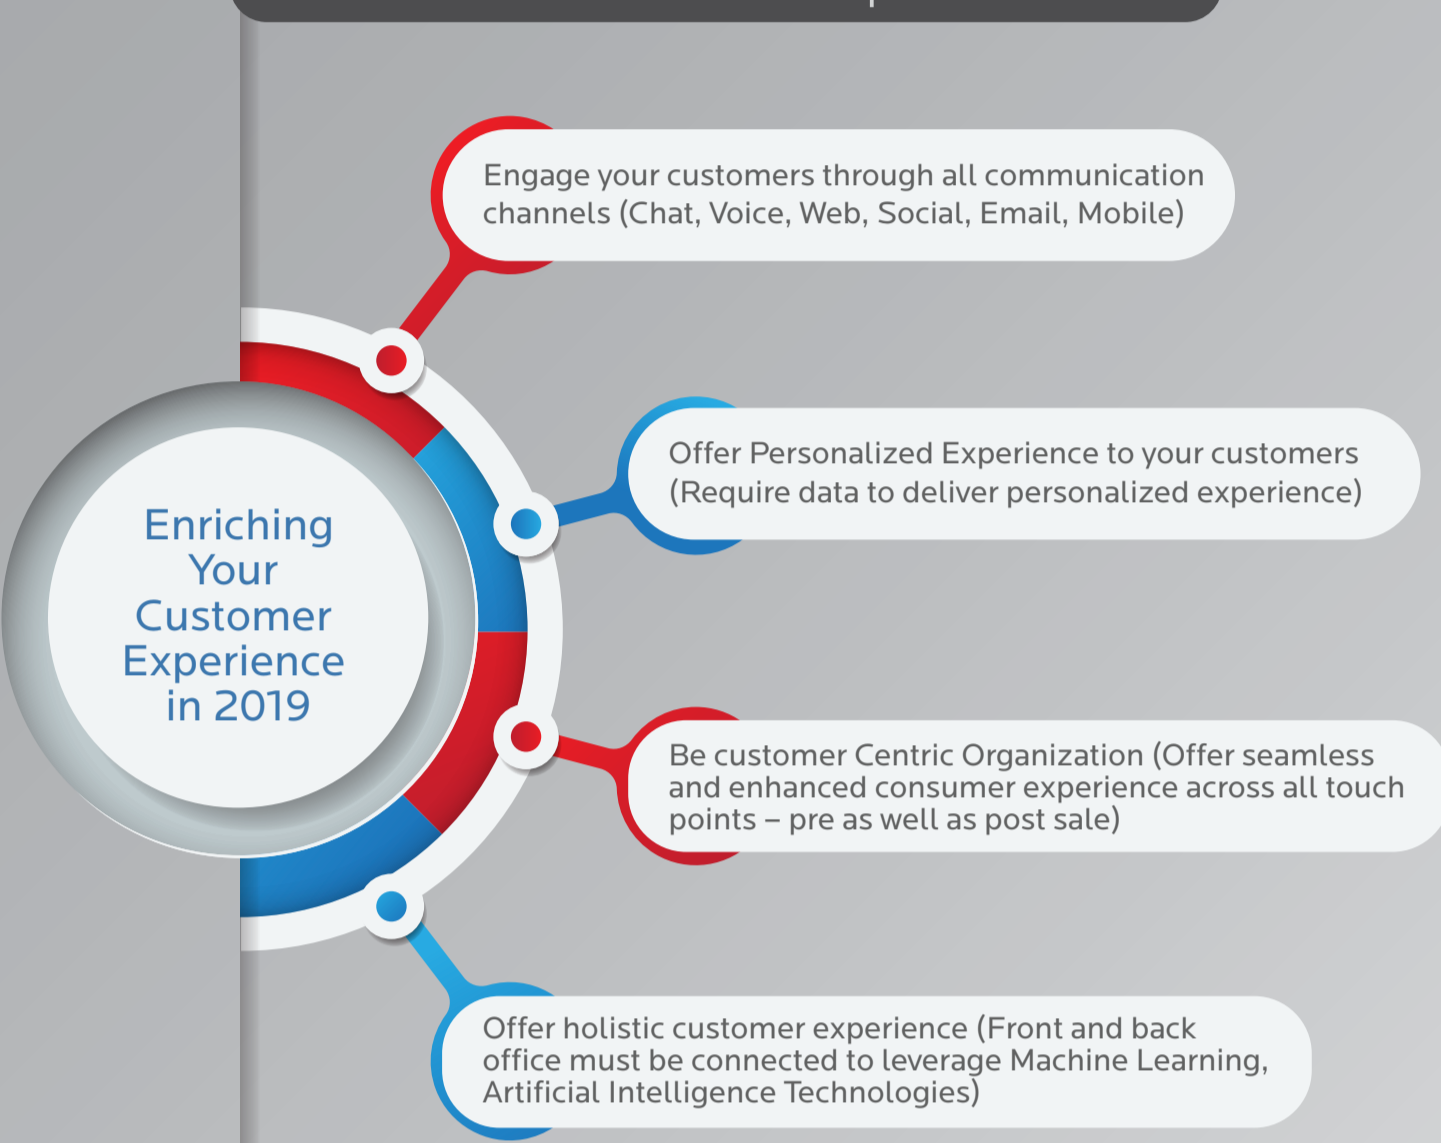 Engage your customers through all communication
channels (Chat, Voice, Web, Social, Email, Mobile)
Offer Personalized Experience to your customers
(Require data to deliver personalized experience)
Enriching
Your
Customer
Experience
in 2019
Be customer Centric Organization (Offer seamless
and enhanced consumer experience across all touch
points – pre as well as post sale)
Offer holistic customer experience (Front and back
office must be connected to leverage Machine Learning,
Artificial Intelligence Technologies)